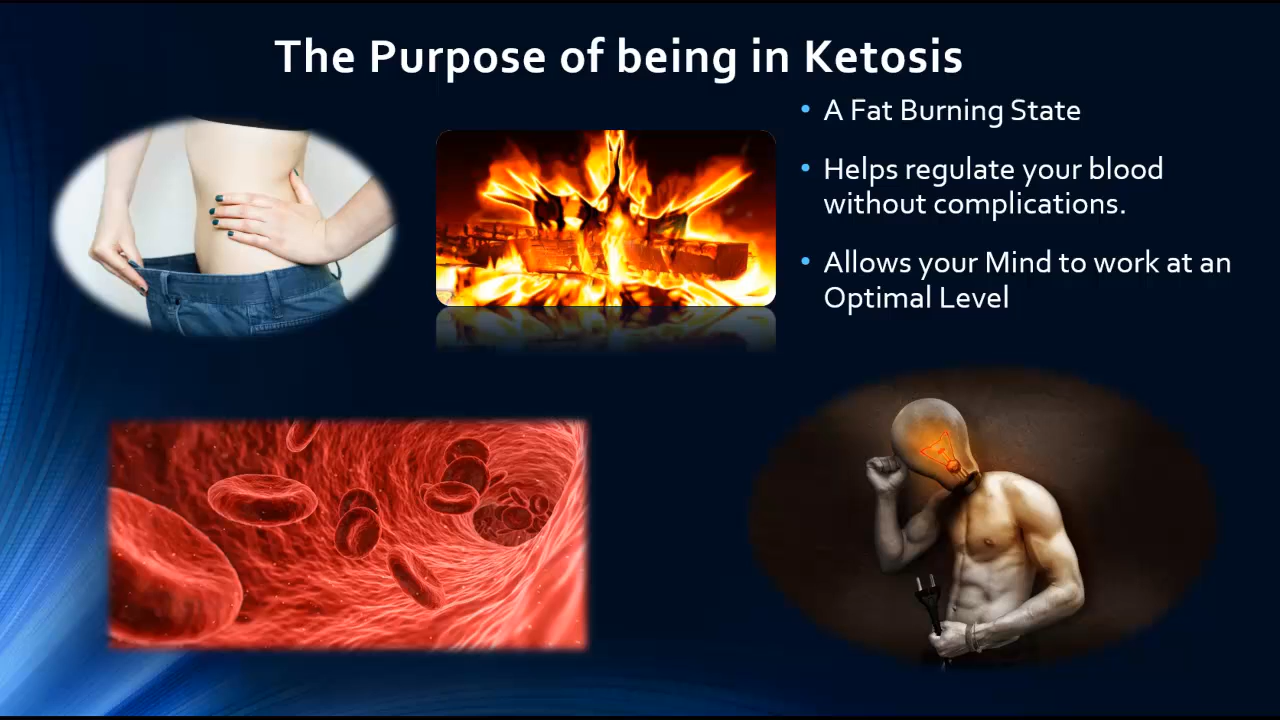 The Purpose of being in Ketosis
• A Fat Burning State
• Helps regulate your blood
without complications.
• Allows your Mind to work at an
Optimal Level